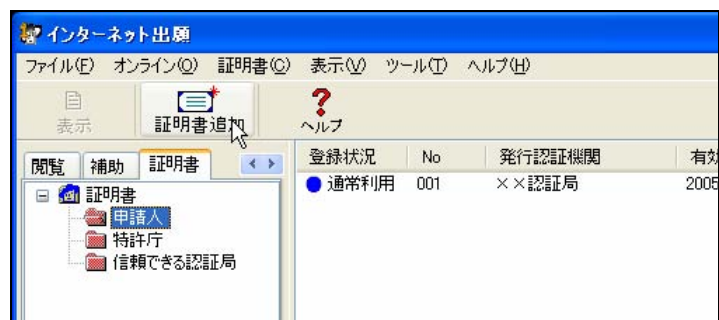 インターネット出願
ファイル(F) オンライン(O) 証明書(C) 表示(V) ツール(T) ヘルプ(H)
表示 証明書追加 ヘルプ
閲覧 補助 証明書
登録状況 No 発行認証機関 有効
通常利用 001 ××認証局 2005
証明書
申請人
特許庁
信頼できる認証局